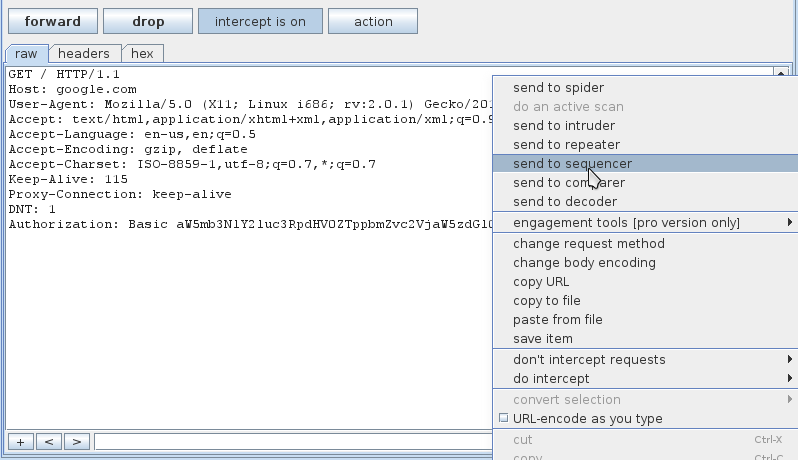 forward drop intercept is on action
raw headers hex
GET / HTTP/1.1
Host: google.com
User-Agent: Mozilla/5.0 (X11; Linux i686; rv:2.0.1) Gecko/201
Accept: text/html,application/xhtml+xml,application/xml;q=0.9
Accept-Language: en-us,en;q=0.5
Accept-Encoding: gzip, deflate
Accept-Charset: ISO-8859-1,utf-8;q=0.7,*;q=0.7
Keep-Alive: 115
Proxy-Connection: keep-alive
DNT: 1
Authorization: Basic
send to spider
do an active scan
send to intruder
send to repeater
send to sequencer
send to
send to decoder
engagement tools [pro version only]
change request method
change body encoding
copy URL
copy to file
paste from file
save item
don't intercept requests
do intercept
convert selection
URL-encode as you type
cut Ctrl-X
copy Ctrl-C
+ < >